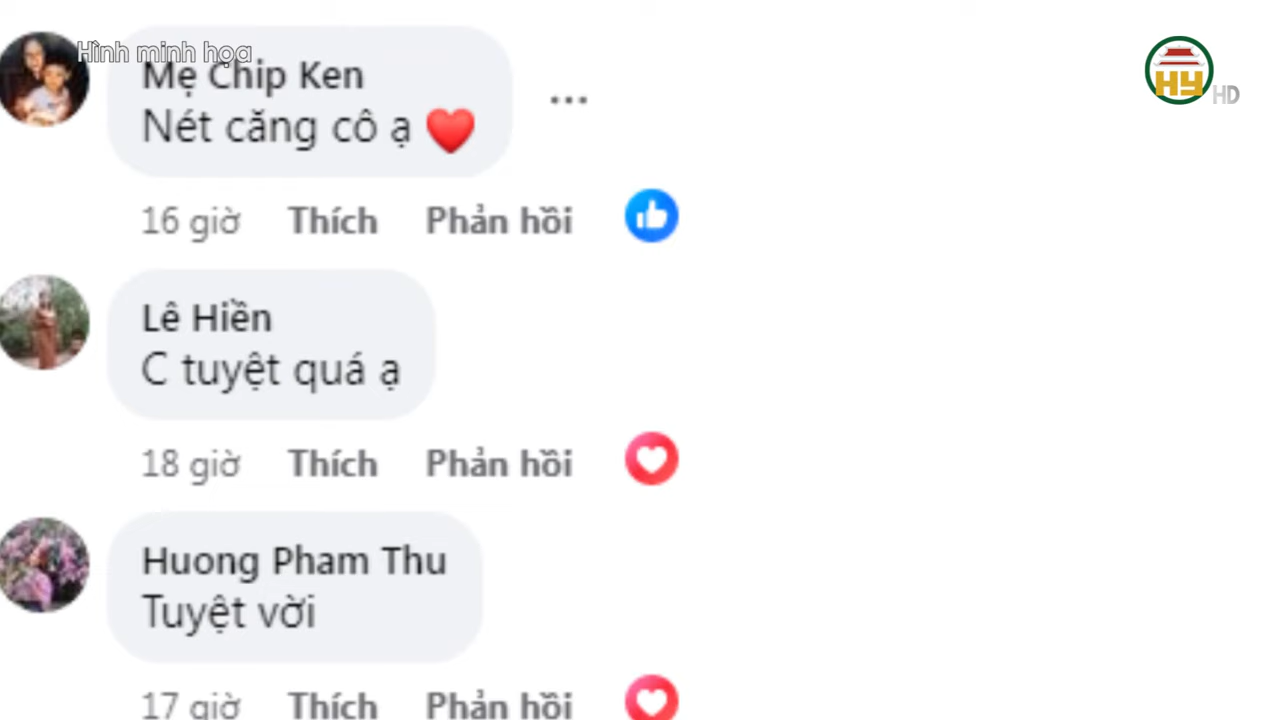 Hình minh họa
Mẹ Chip Ken
Nét căng cô ạ
16 giờ Thích Phản hồi
Lê Hiền
C tuyệt quá ạ
18 giờ Thích Phản hồi
Huong Pham Thu
Tuyệt vời
17 giờ Thích Phản hồi
HY HD